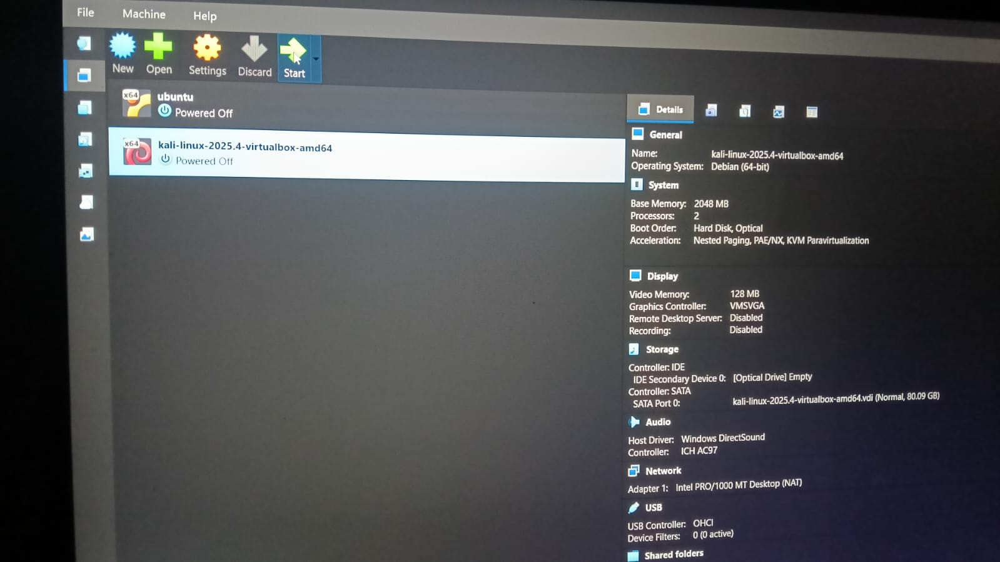 File Machine Help
New Open Settings Discard Start
x64 ubuntu
Powered Off
x64 kali-linux-2025.4-virtualbox-amd64
Powered Off
Details
General
Name: kali-linux-2025.4-virtualbox-amd64
Operating System: Debian (64-bit)
System
Base Memory: 2048 MB
Processors: 2
Boot Order: Hard Disk, Optical
Acceleration: Nested Paging, PAE/NX, KVM Paravirtualization
Display
Video Memory: 128 MB
Graphics Controller: VMSVGA
Remote Desktop Server: Disabled
Recording: Disabled
Storage
Controller: IDE
IDE Secondary Device 0: [Optical Drive] Empty
Controller: SATA
SATA Port 0: kali-linux-2025.4-virtualbox-amd64.vdi (Normal, 80.09 GB)
Audio
Host Driver: Windows DirectSound
Controller: ICH AC97
Network
Adapter 1: Intel PRO/1000 MT Desktop (NAT)
USB
USB Controller: OHCI
Device Filters: 0 (0 active)
Shared folders